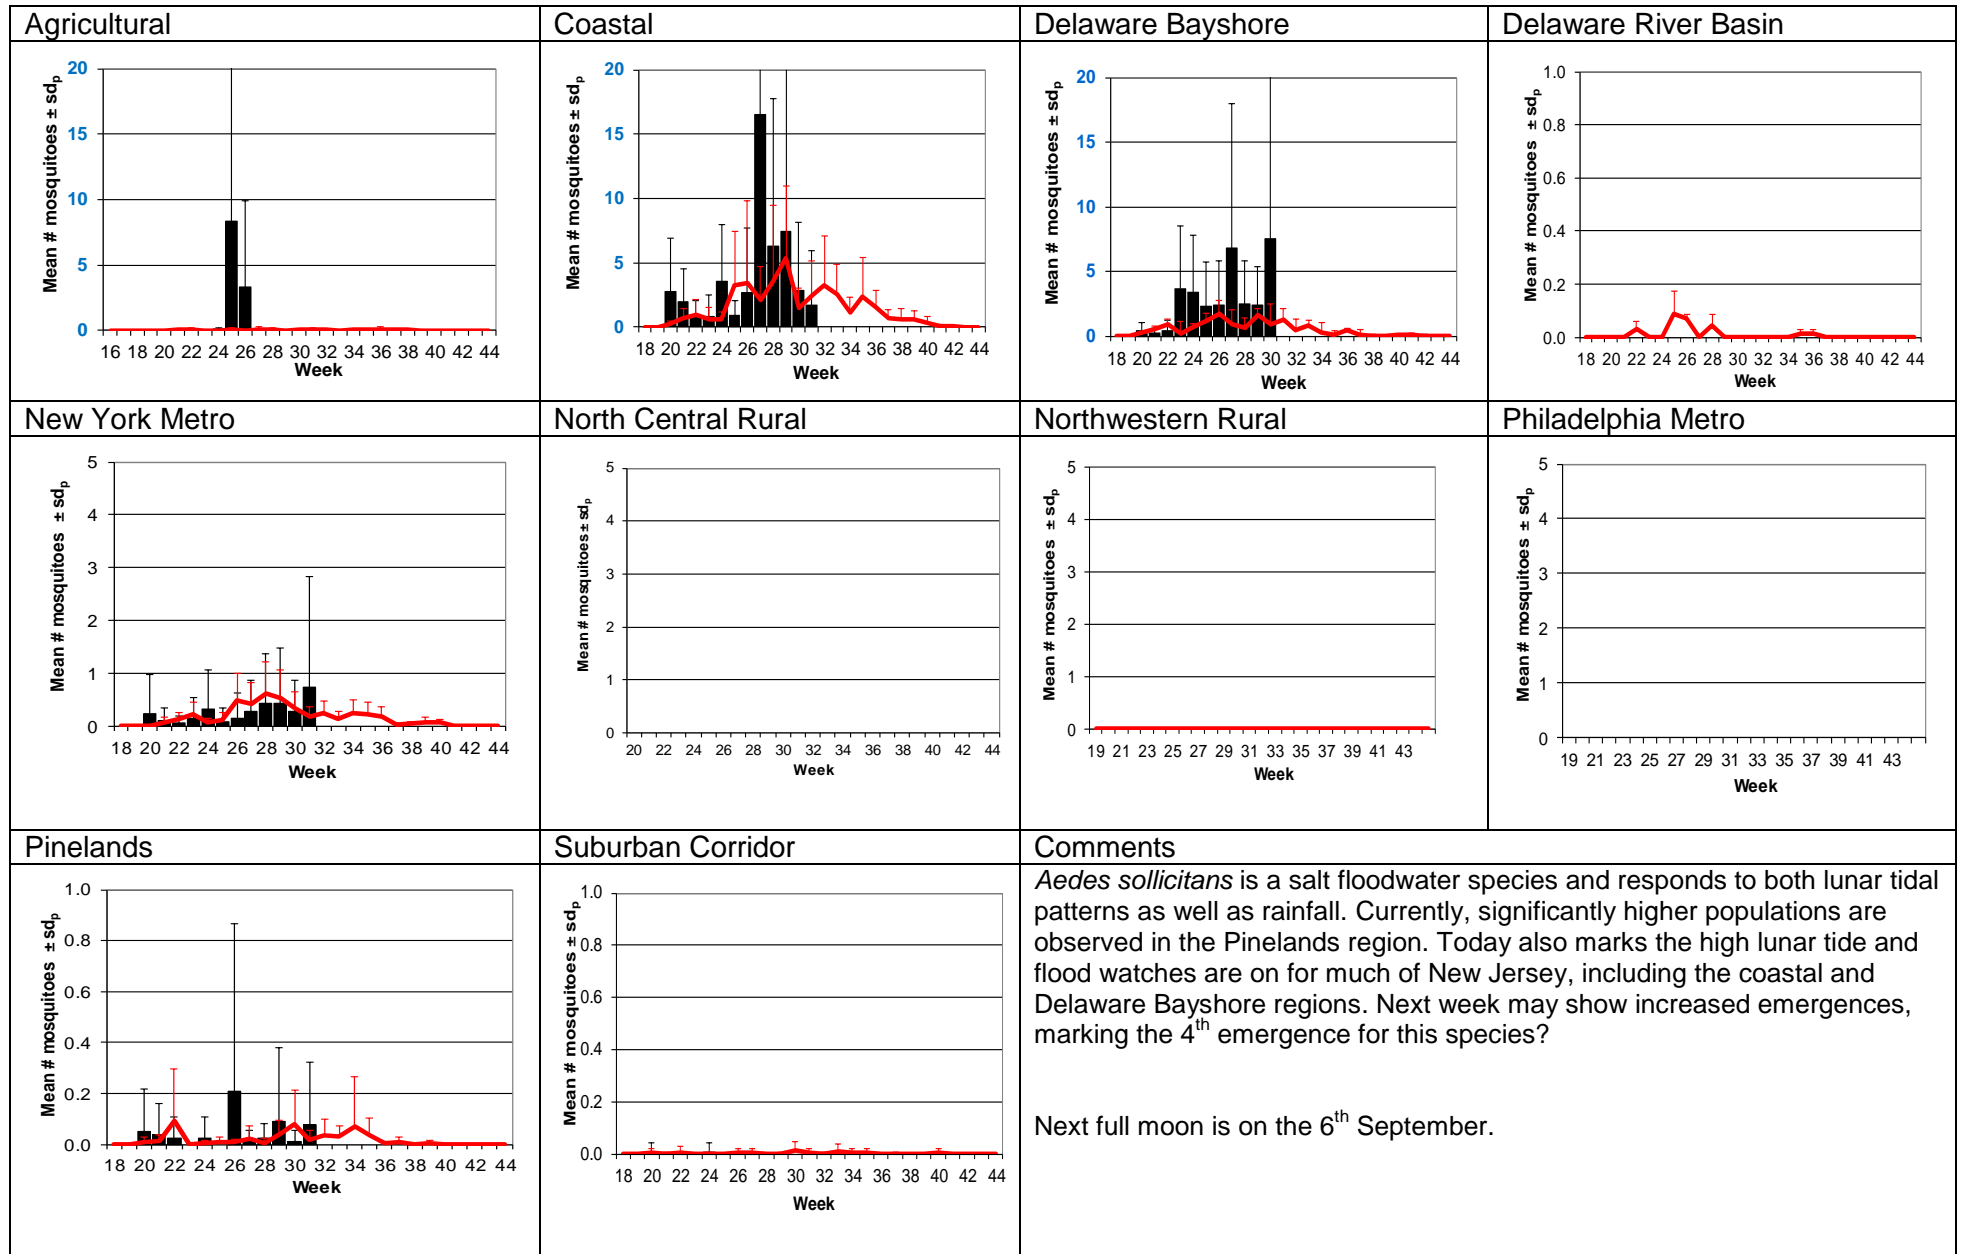 Agricultural
Mean # mosquitoes ± sdp
20
15
10
5
0
16 18 20 22 24 26 28 30 32 34 36 38 40 42 44
Week
Coastal
Mean # mosquitoes ± sdp
20
15
10
5
0
18 20 22 24 26 28 30 32 34 36 38 40 42 44
Week
Delaware Bayshore
Mean # mosquitoes ± sdp
20
15
10
5
0
18 20 22 24 26 28 30 32 34 36 38 40 42 44
Week
Delaware River Basin
Mean # mosquitoes ± sdp
1.0
0.8
0.6
0.4
0.2
0.0
18 20 22 24 26 28 30 32 34 36 38 40 42 44
Week
New York Metro
Mean # mosquitoes ± sdp
5
4
3
2
1
0
18 20 22 24 26 28 30 32 34 36 38 40 42 44
Week
North Central Rural
Mean # mosquitoes ± sdp
5
4
3
2
1
0
20 22 24 26 28 30 32 34 36 38 40 42 44
Week
Northwestern Rural
Mean # mosquitoes ± sdp
5
4
3
2
1
0
19 21 23 25 27 29 31 33 35 37 39 41 43
Week
Philadelphia Metro
Mean # mosquitoes ± sdp
5
4
3
2
1
0
19 21 23 25 27 29 31 33 35 37 39 41 43
Week
Pinelands
Mean # mosquitoes ± sdp
1.0
0.8
0.6
0.4
0.2
0.0
18 20 22 24 26 28 30 32 34 36 38 40 42 44
Week
Suburban Corridor
Mean # mosquitoes ± sdp
1.0
0.8
0.6
0.4
0.2
0.0
18 20 22 24 26 28 30 32 34 36 38 40 42 44
Week
Comments
Aedes sollicitans is a salt floodwater species and responds to both lunar tidal
patterns as well as rainfall. Currently, significantly higher populations are
observed in the Pinelands region. Today also marks the high lunar tide and
flood watches are on for much of New Jersey, including the coastal and
Delaware Bayshore regions. Next week may show increased emergences,
marking the 4th emergence for this species?
Next full moon is on the 6th September.